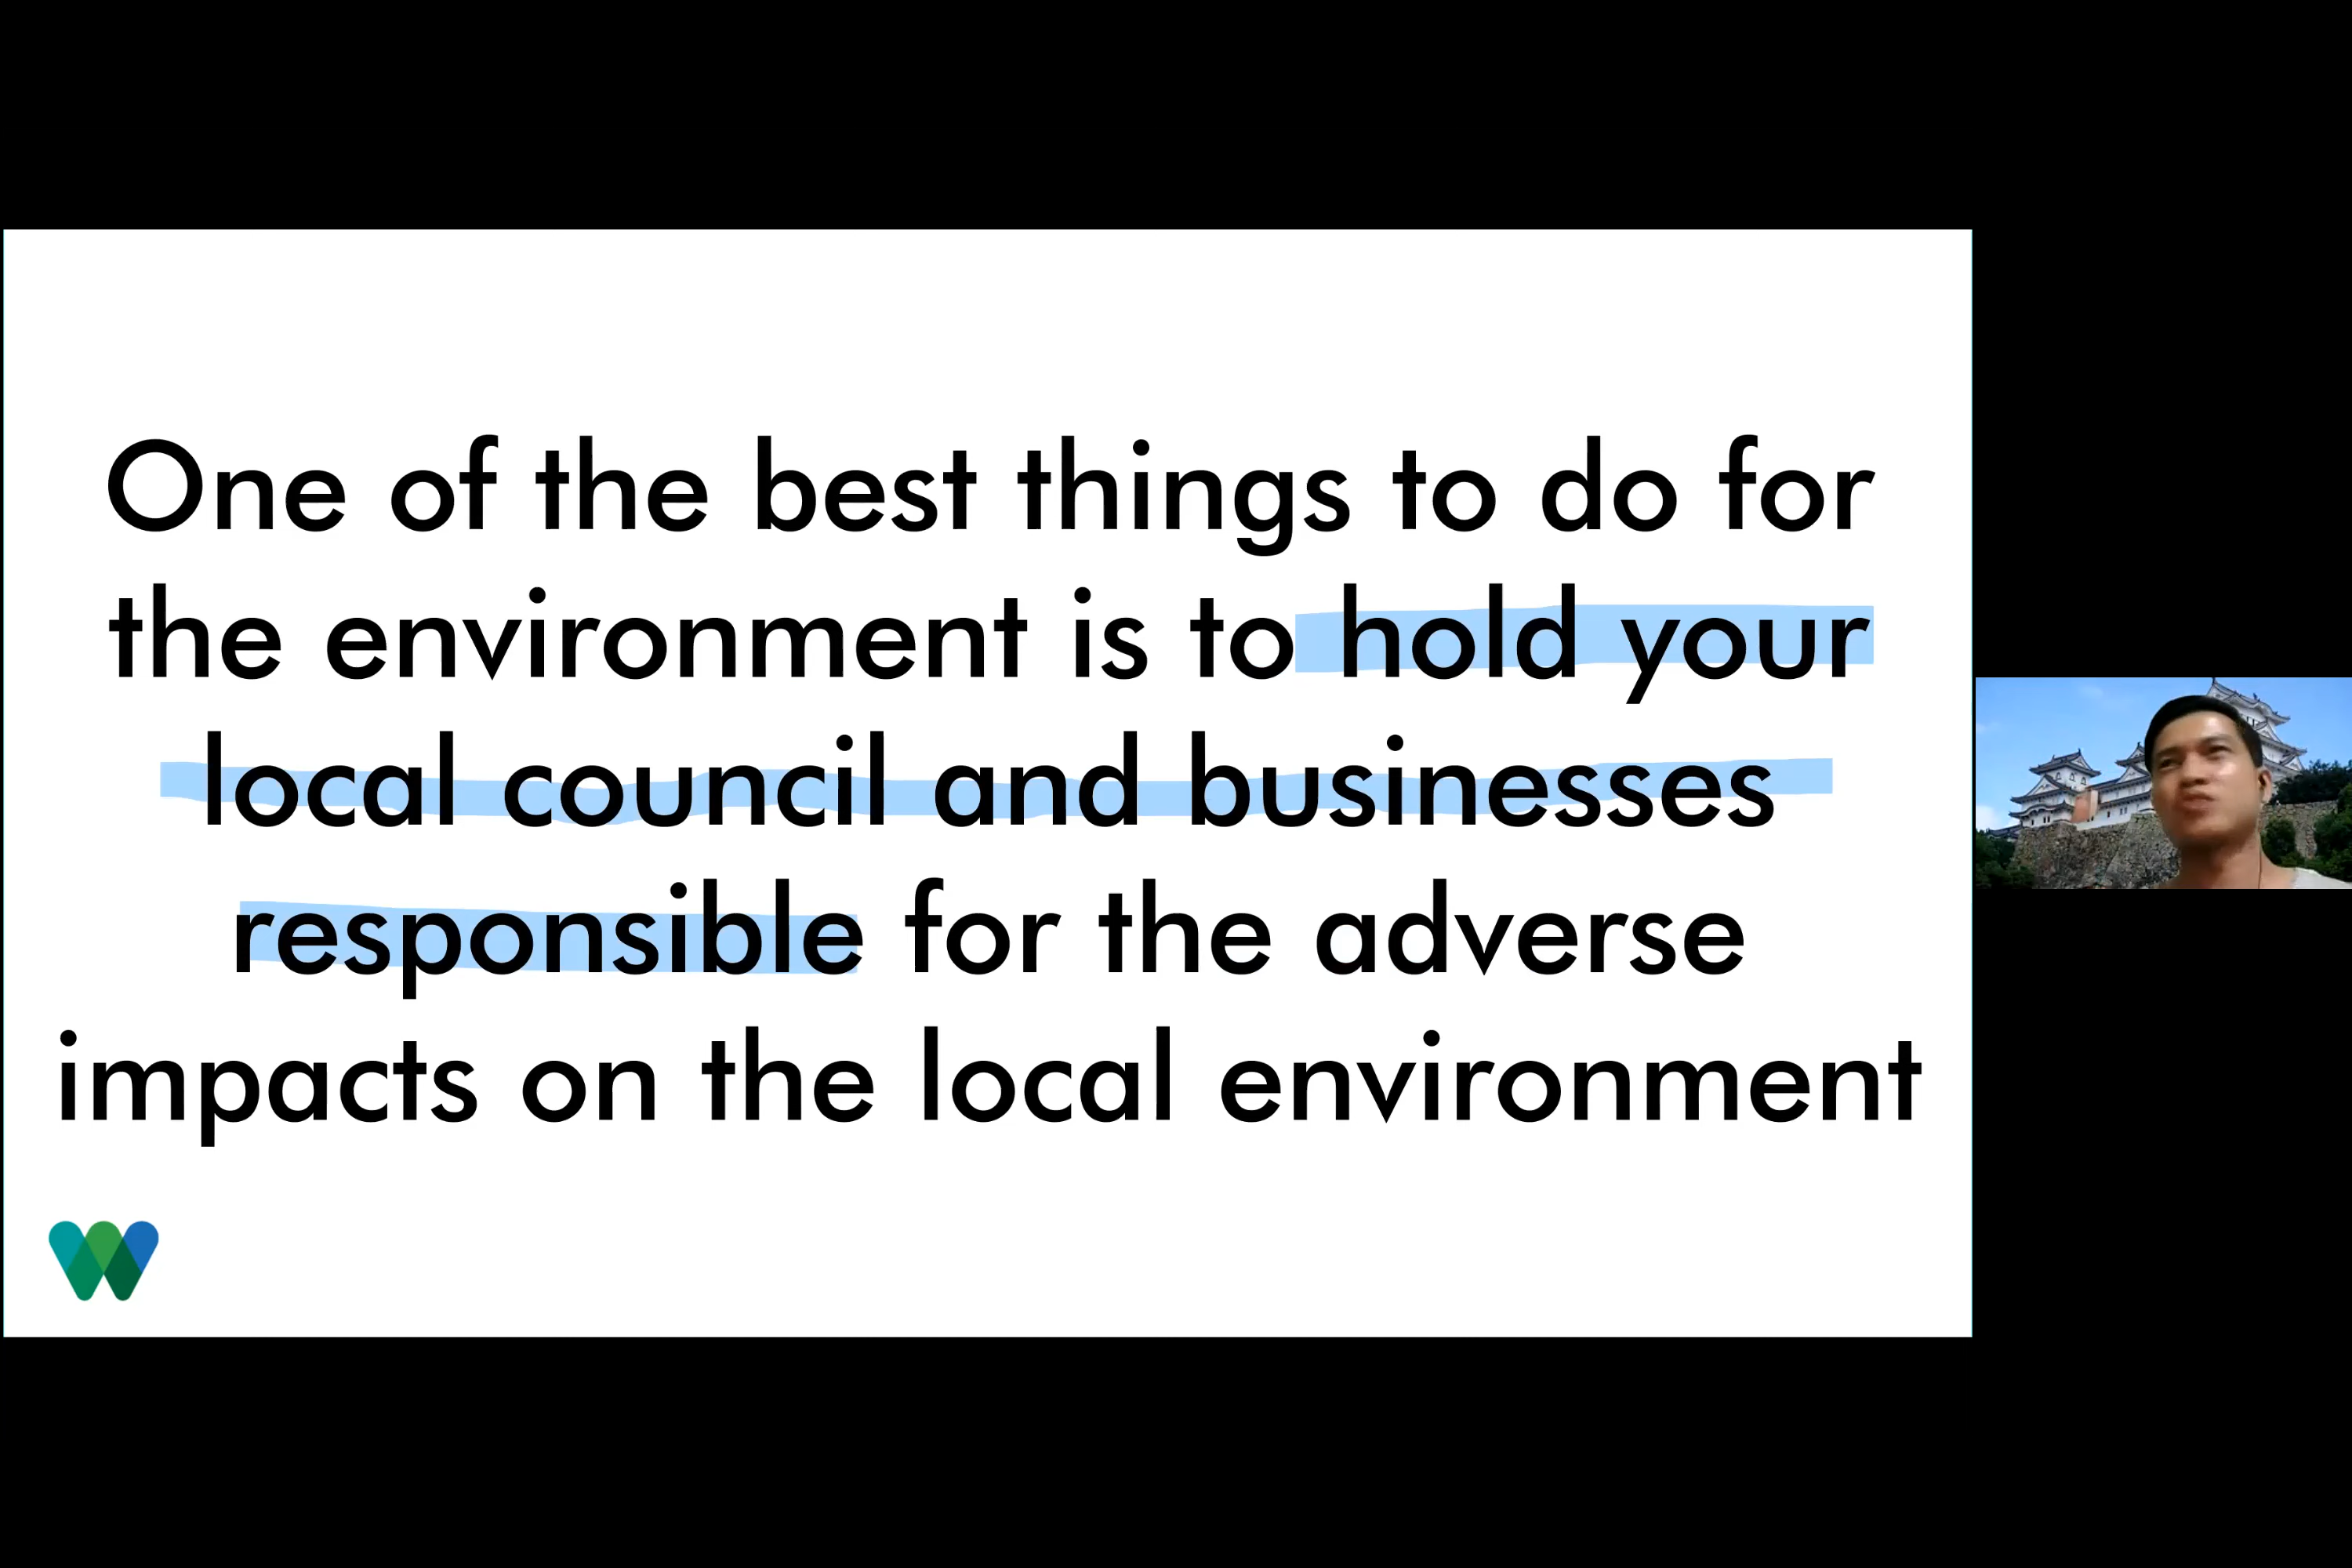 One of the best things to do for
the environment is to hold your
local council and businesses
responsible for the adverse
impacts on the local environment